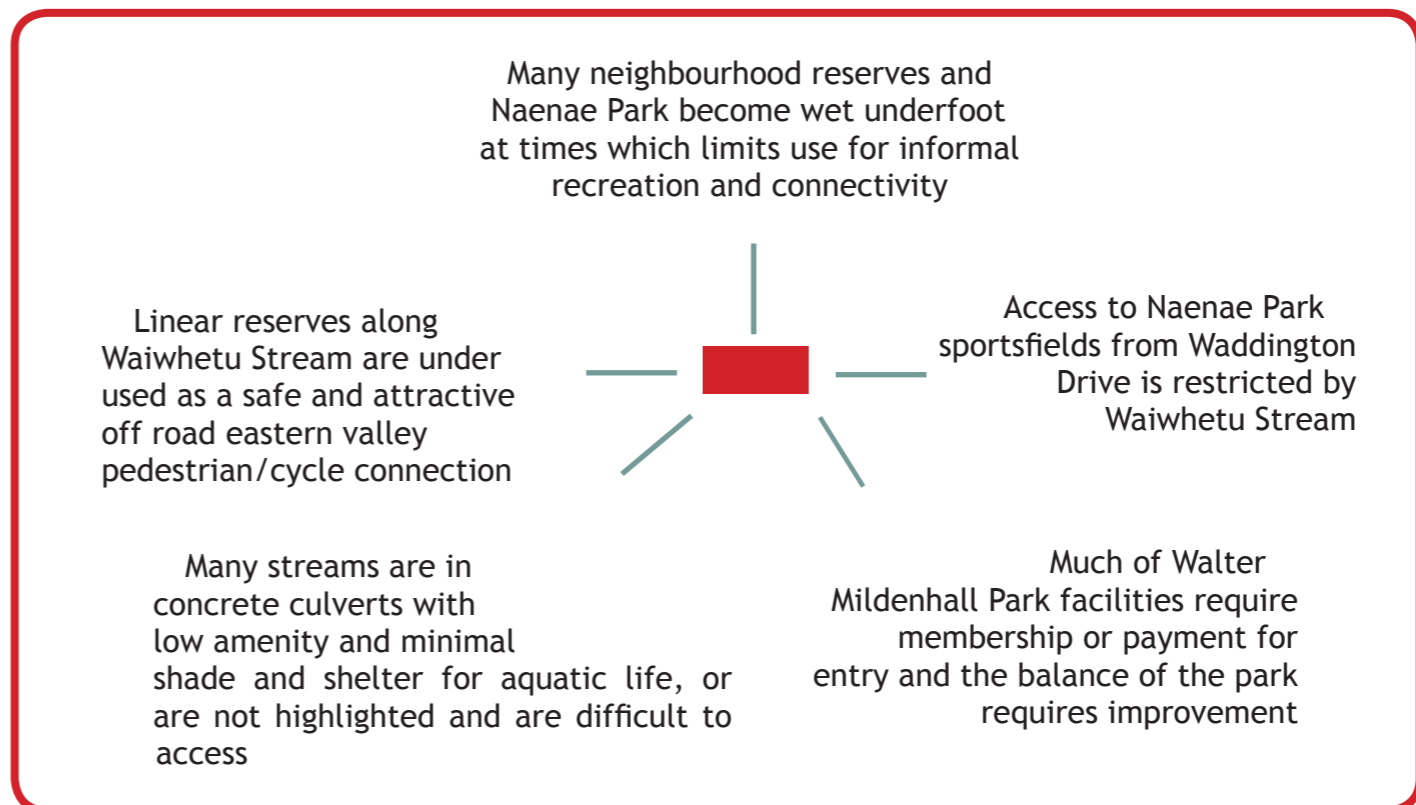 Many neighbourhood reserves and
Naenae Park become wet underfoot
at times which limits use for informal
recreation and connectivity
Linear reserves along
Waiwhetu Stream are under
used as a safe and attractive
off road eastern valley
pedestrian/cycle connection
Access to Naenae Park
sportsfields from Waddington
Drive is restricted by
Waiwhetu Stream
Many streams are in
concrete culverts with
low amenity and minimal
shade and shelter for aquatic life, or
are not highlighted and are difficult to
access
Much of Walter
Mildenhall Park facilities require
membership or payment for
entry and the balance of the park
requires improvement